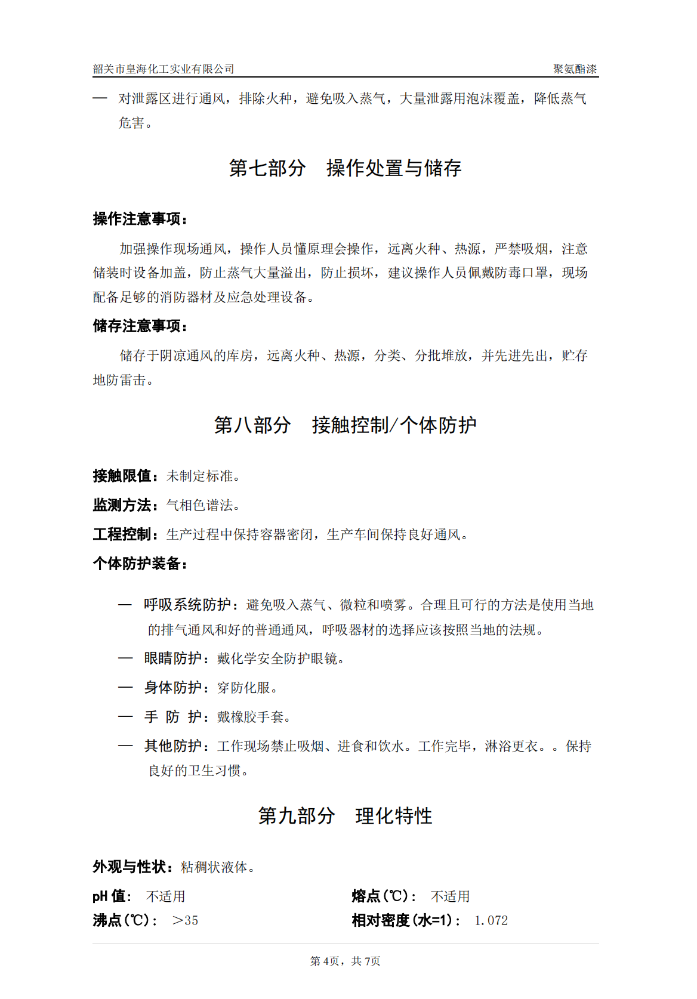 韶关市皇海化工实业有限公司 聚氨酯漆
— 对泄露区进行通风，排除火种，避免吸入蒸气，大量泄露用泡沫覆盖，降低蒸气
危害。
第七部分 操作处置与储存
操作注意事项：
加强操作现场通风，操作人员懂原理会操作，远离火种、热源，严禁吸烟，注意
储装时设备加盖，防止蒸气大量溢出，防止损坏，建议操作人员佩戴防毒口罩，现场
配备足够的消防器材及应急处理设备。
储存注意事项：
储存于阴凉通风的库房，远离火种、热源，分类、分批堆放，并先进先出，贮存
地防雷击。
第八部分 接触控制/个体防护
接触限值：未制定标准。
监测方法：气相色谱法。
工程控制：生产过程中保持容器密闭，生产车间保持良好通风。
个体防护装备：
— 呼吸系统防护：避免吸入蒸气、微粒和喷雾。合理且可行的方法是使用当地
的排气通风和好的普通通风，呼吸器材的选择应该按照当地的法规。
— 眼睛防护：戴化学安全防护眼镜。
— 身体防护：穿防化服。
— 手 防 护：戴橡胶手套。
— 其他防护：工作现场禁止吸烟、进食和饮水。工作完毕，淋浴更衣。。保持
良好的卫生习惯。
第九部分 理化特性
外观与性状：粘稠状液体。
pH 值： 不适用 熔点(℃)： 不适用
沸点(℃)： ＞35 相对密度(水=1)： 1.072
第 4页，共 7页